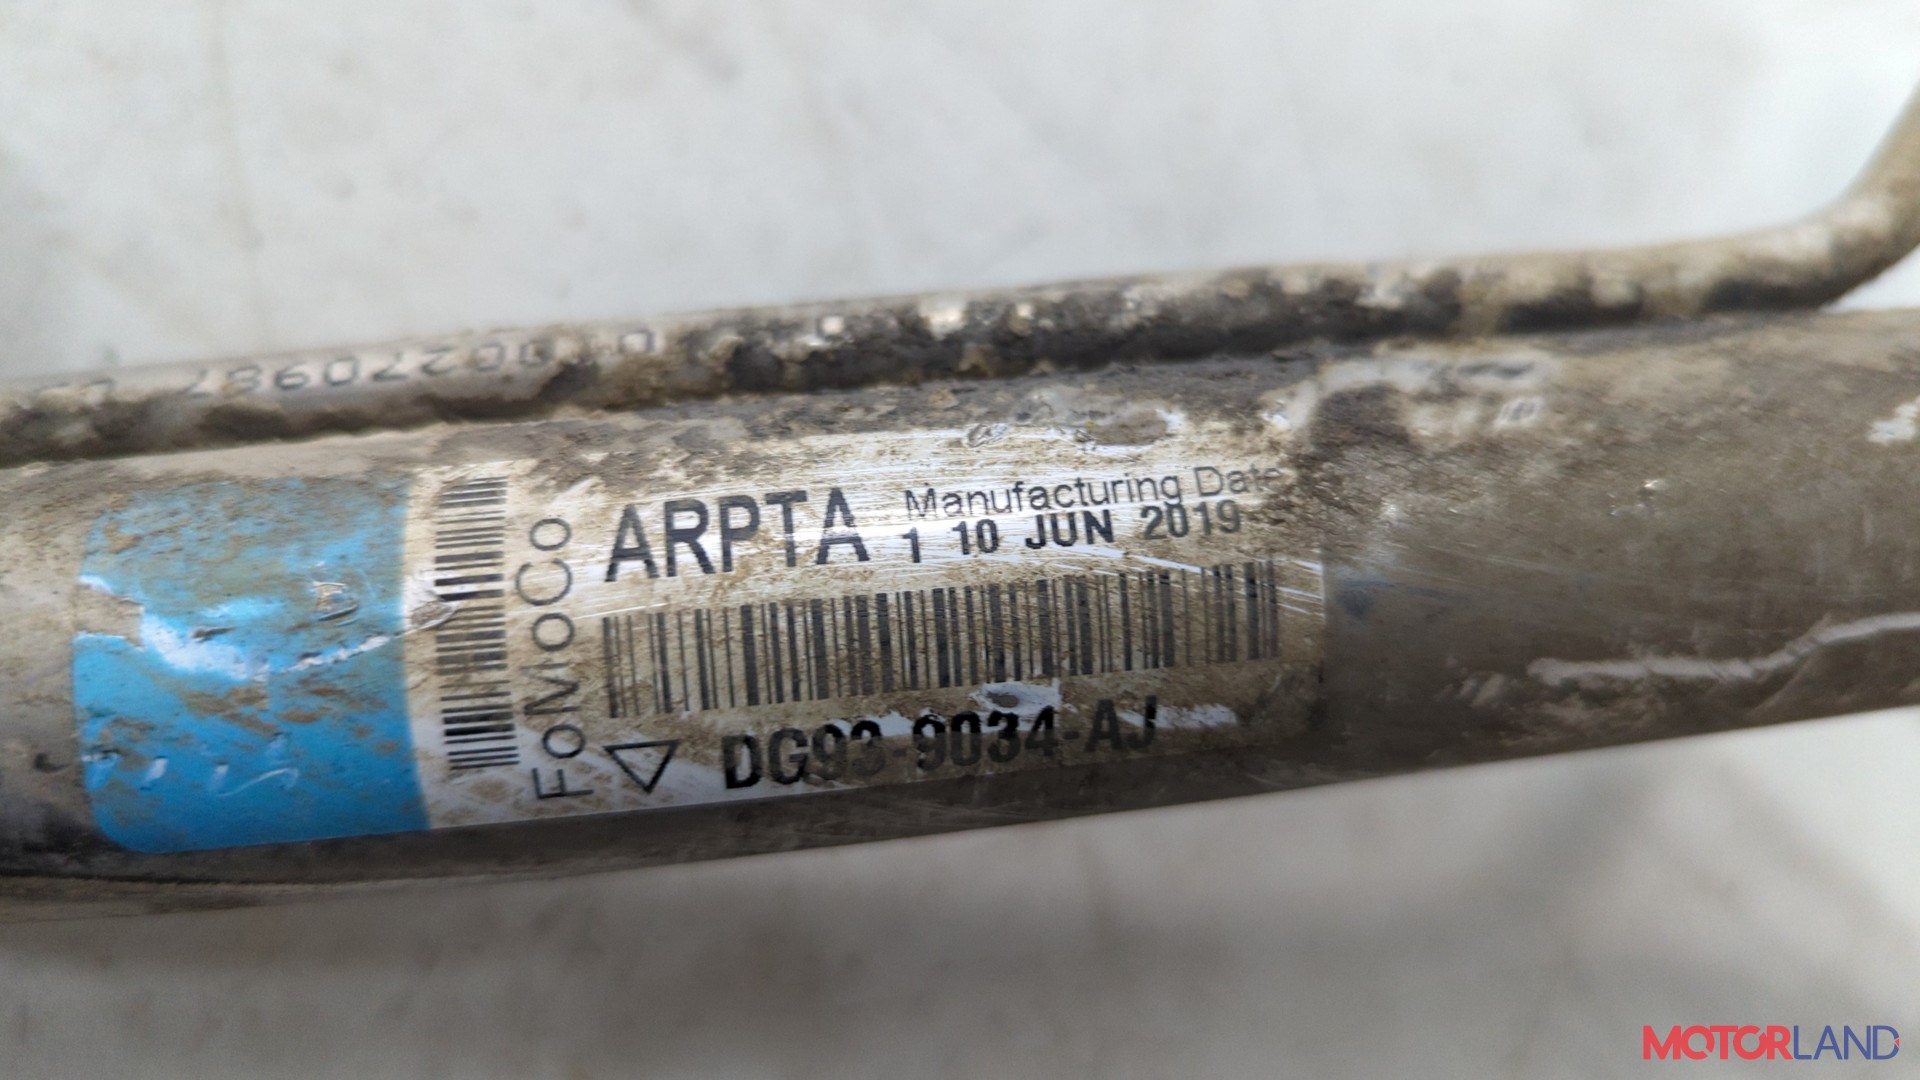 FoMoCo
ARPTA
Manufacturing Date
1 10 JUN 2019
DG93-9034-AJ
MOTORLAND